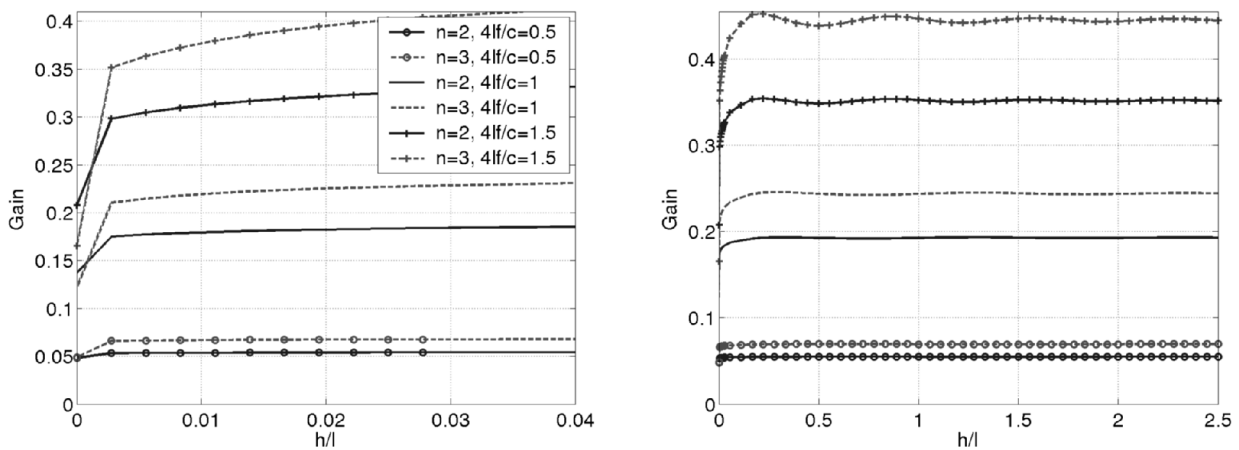 0.4
0.35
0.3
0.25
0.2
0.15
0.1
0.05
0
Gain
0
0.01
0.02
0.03
0.04
h/l
n=2, 4lf/c=0.5
n=3, 4lf/c=0.5
n=2, 4lf/c=1
n=3, 4lf/c=1
n=2, 4lf/c=1.5
n=3, 4lf/c=1.5
0.4
0.3
0.2
0.1
0
Gain
0
0.5
1
1.5
2
2.5
h/l